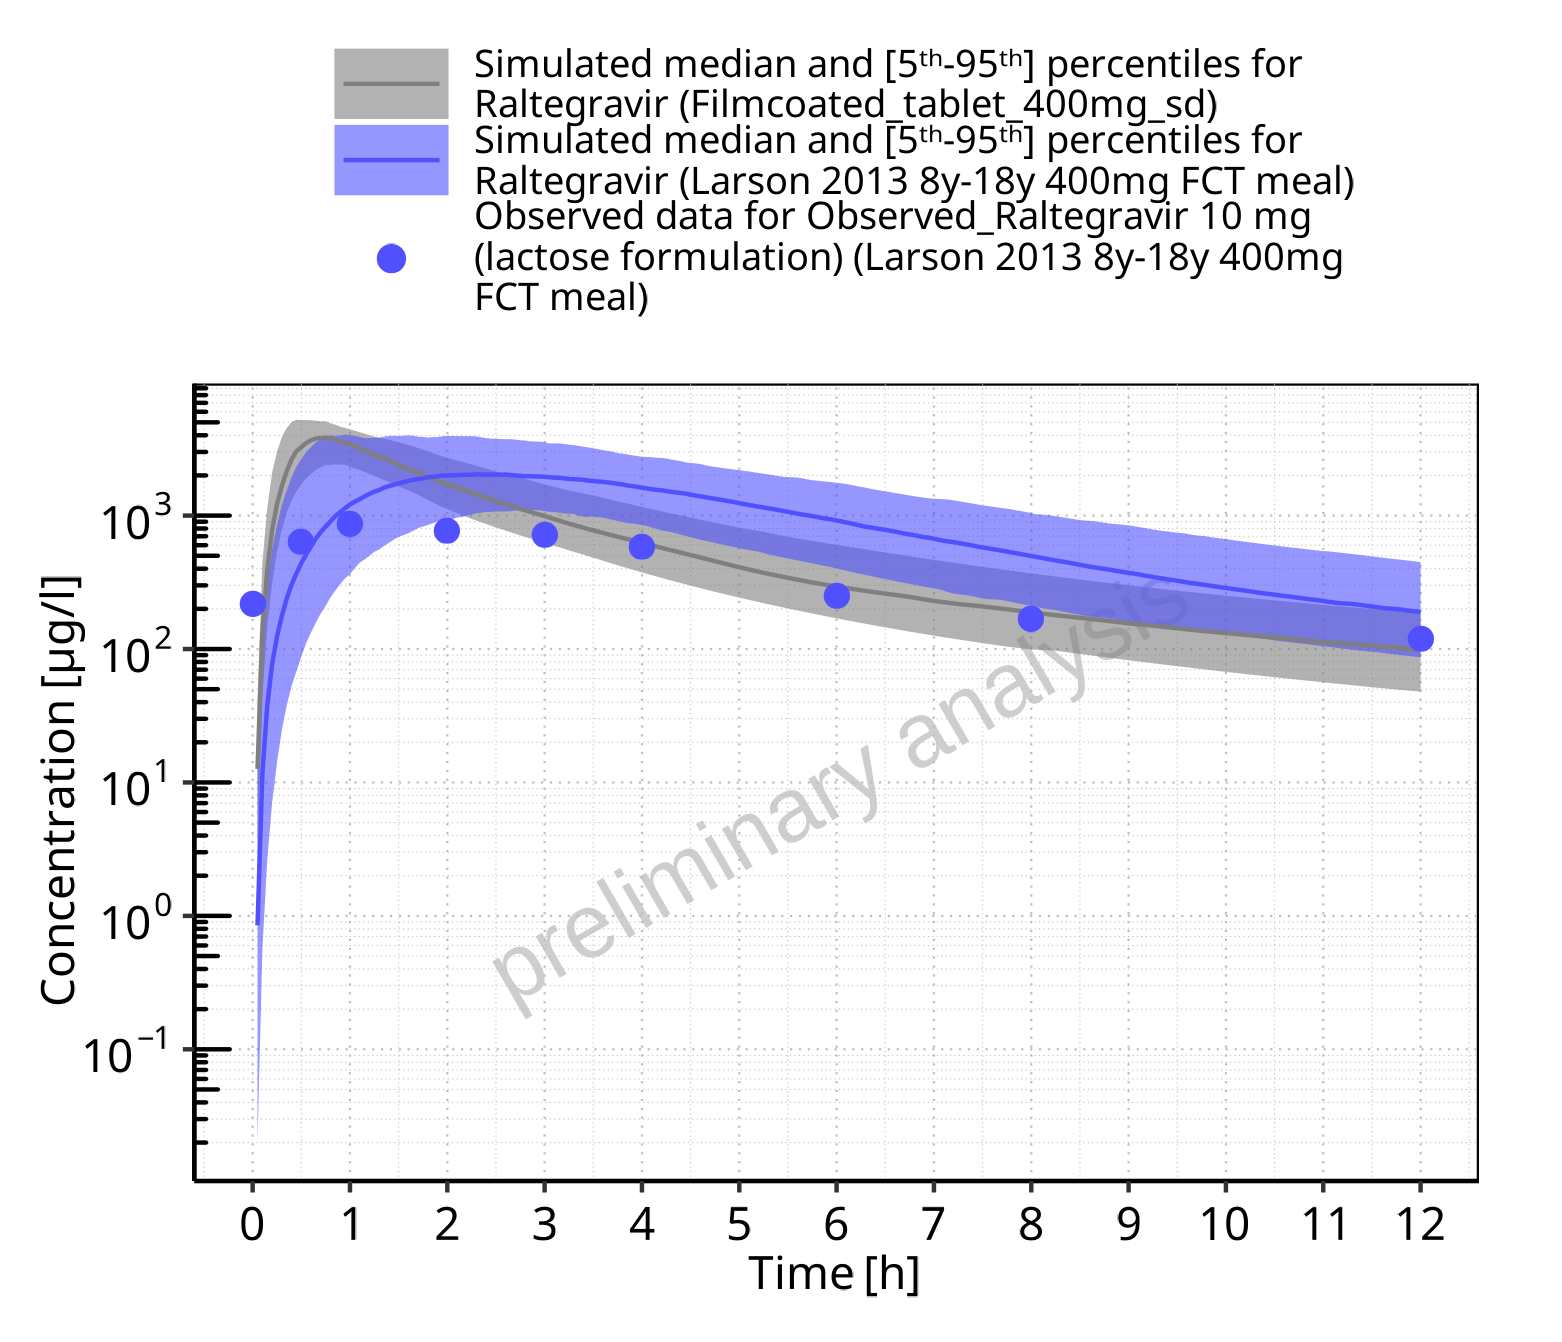 Simulated median and [5ᵗʰ-95ᵗʰ] percentiles for
Raltegravir (Filmcoated_tablet_400mg_sd)
Simulated median and [5ᵗʰ-95ᵗʰ] percentiles for
Raltegravir (Larson 2013 8y-18y 400mg FCT meal)
Observed data for Observed_Raltegravir 10 mg
(lactose formulation) (Larson 2013 8y-18y 400mg
FCT meal)
Concentration [µg/l]
10³
10²
10¹
10⁰
10⁻¹
preliminary analysis
0 1 2 3 4 5 6 7 8 9 10 11 12
Time [h]